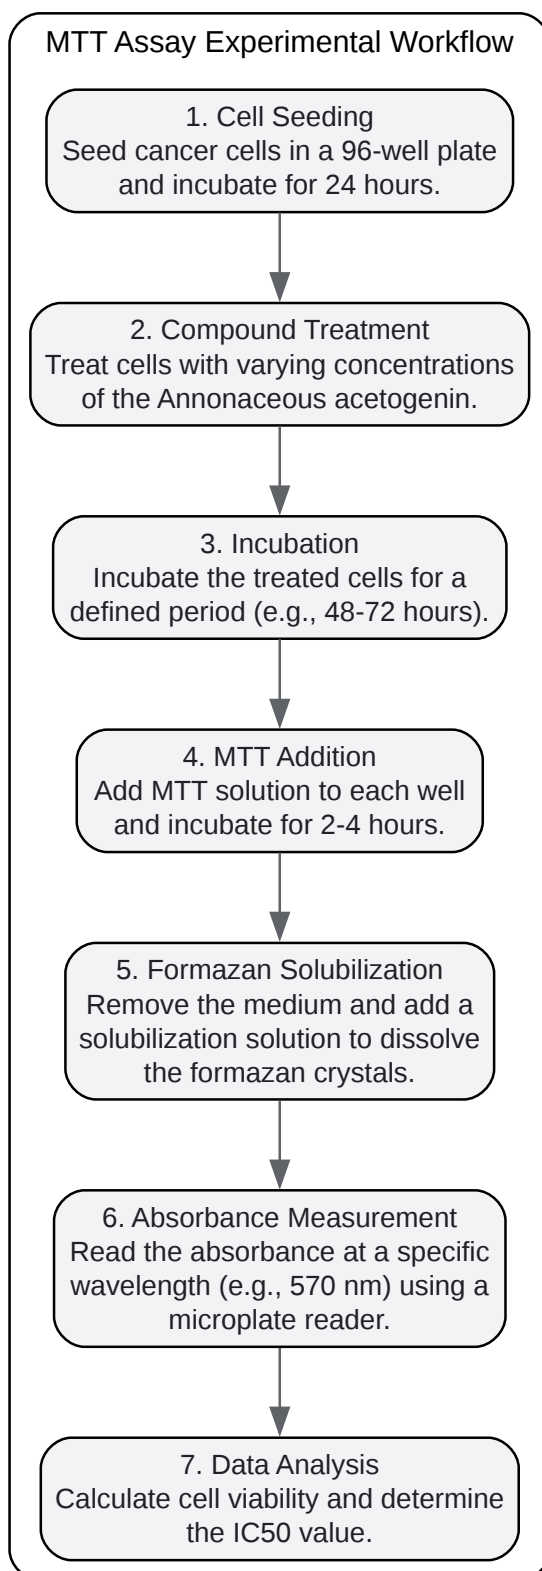 MTT Assay Experimental Workflow
1. Cell Seeding
Seed cancer cells in a 96-well plate
and incubate for 24 hours.
2. Compound Treatment
Treat cells with varying concentrations
of the Annonaceous acetogenin.
3. Incubation
Incubate the treated cells for a
defined period (e.g., 48-72 hours).
4. MTT Addition
Add MTT solution to each well
and incubate for 2-4 hours.
5. Formazan Solubilization
Remove the medium and add a
solubilization solution to dissolve
the formazan crystals.
6. Absorbance Measurement
Read the absorbance at a specific
wavelength (e.g., 570 nm) using a
microplate reader.
7. Data Analysis
Calculate cell viability and determine
the IC50 value.